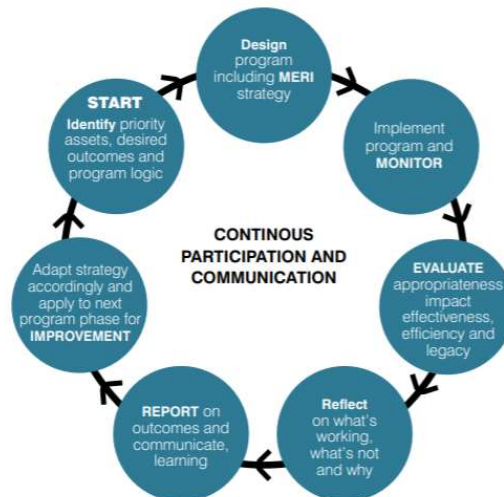 START
Identify priority
assets, desired
outcomes and
program logic
Design
program
including MERI
strategy
Implement
program and
MONITOR
EVALUATE
appropriateness
impact
effectiveness,
efficiency and
legacy
Reflect
on what's
working,
what's not
and why
REPORT on
outcomes and
communicate,
learning
Adapt strategy
accordingly and
apply to next
program phase for
IMPROVEMENT
CONTINOUS
PARTICIPATION AND
COMMUNICATION